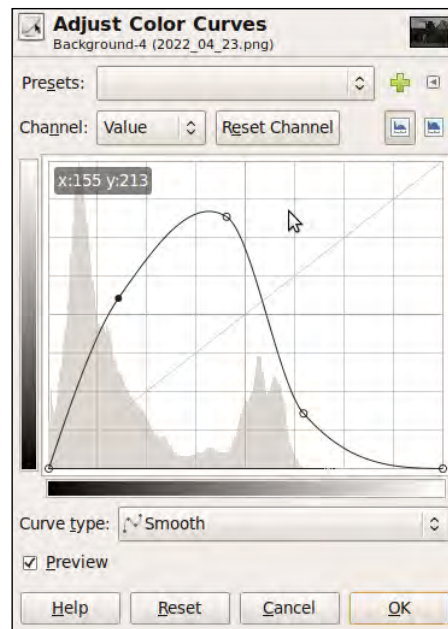 Adjust Color Curves
Background-4 (2022_04_23.png)
Presets:
Channel: Value Reset Channel
x:155 y:213
Curve type: Smooth
Preview
Help Reset Cancel OK